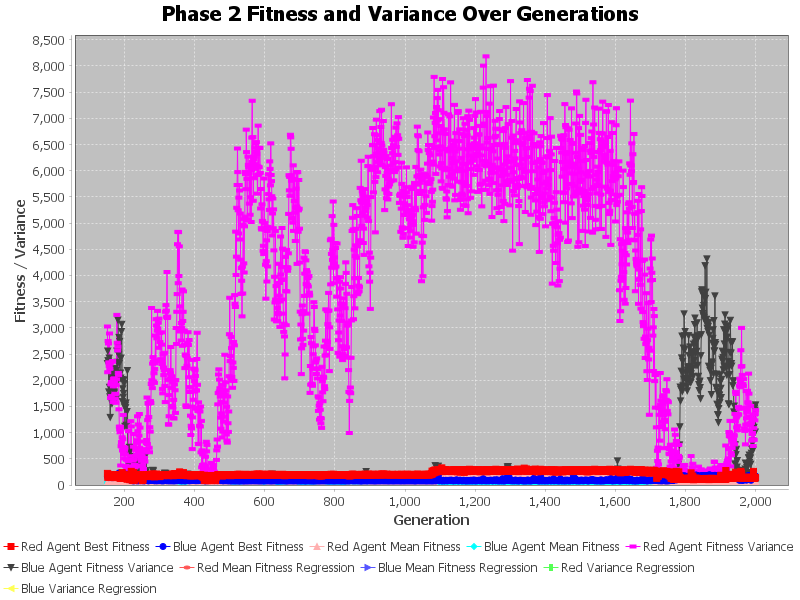 Phase 2 Fitness and Variance Over Generations
8,500
8,000
7,500
7,000
6,500
6,000
5,500
5,000
4,500
4,000
3,500
3,000
2,500
2,000
1,500
1,000
500
0
Fitness / Variance
200 400 600 800 1,000 1,200 1,400 1,600 1,800 2,000
Generation
Red Agent Best Fitness Blue Agent Best Fitness Red Agent Mean Fitness Blue Agent Mean Fitness Red Agent Fitness Variance
Blue Agent Fitness Variance Red Mean Fitness Regression Blue Mean Fitness Regression Red Variance Regression
Blue Variance Regression